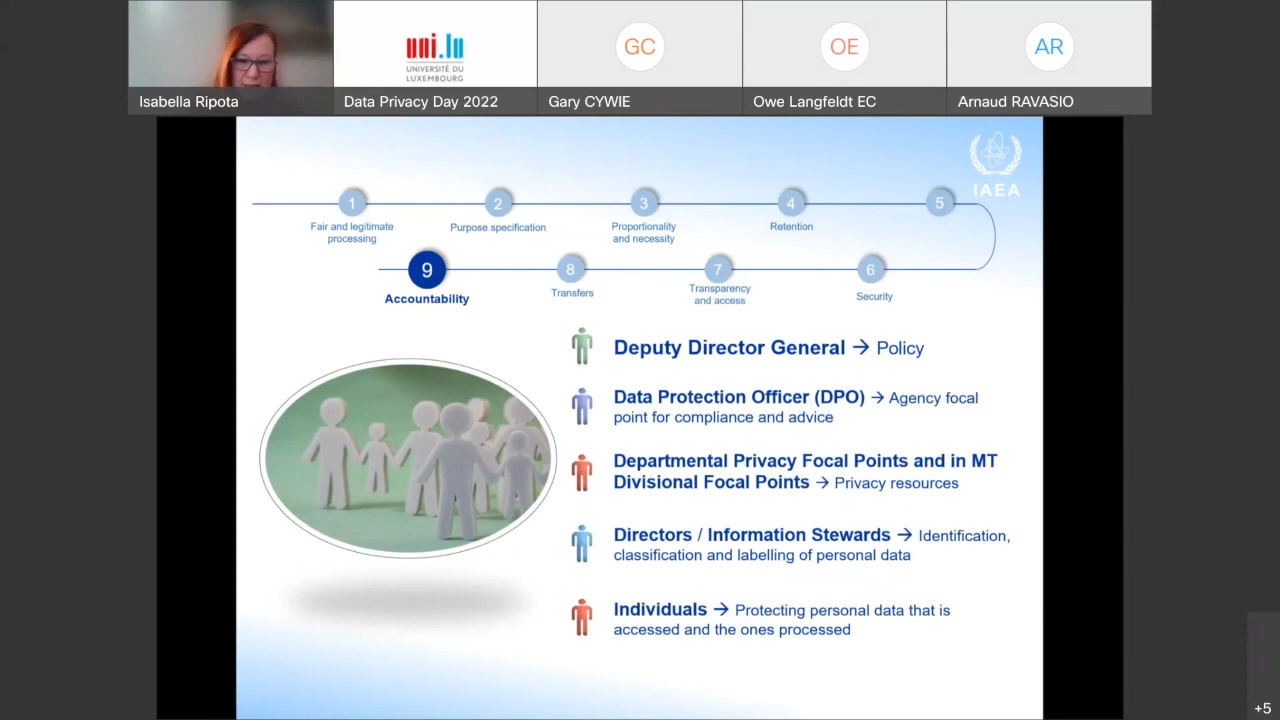 uni.lu
UNIVERSITÉ DU
LUXEMBOURG
GC
OE
AR
Isabella Ripota
Data Privacy Day 2022
Gary CYWIE
Owe Langfeldt EC
Arnaud RAVASIO
IAEA
1
2
3
4
5
Fair and legitimate
processing
Purpose specification
Proportionality
and necessity
Retention
9
8
7
6
Accountability
Transfers
Transparency
and access
Security
Deputy Director General → Policy
Data Protection Officer (DPO) → Agency focal
point for compliance and advice
Departmental Privacy Focal Points and in MT
Divisional Focal Points → Privacy resources
Directors / Information Stewards → Identification,
classification and labelling of personal data
Individuals → Protecting personal data that is
accessed and the ones processed
+5